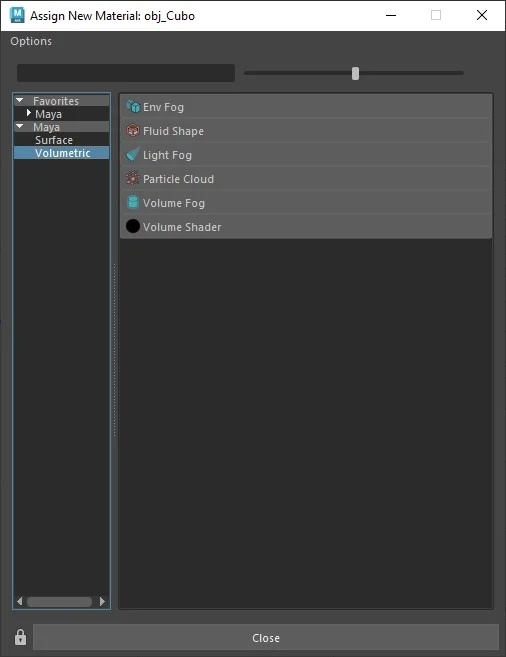 Assign New Material: obj_Cubo
Options
Favorites
Maya
Maya
Surface
Volumetric
Env Fog
Fluid Shape
Light Fog
Particle Cloud
Volume Fog
Volume Shader
Close